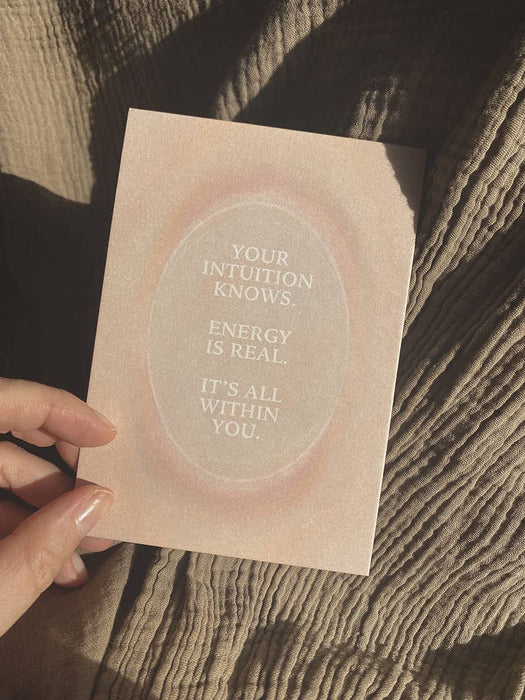 YOUR
INTUITION
KNOWS.
ENERGY
IS REAL.
IT'S ALL
WITHIN
YOU.